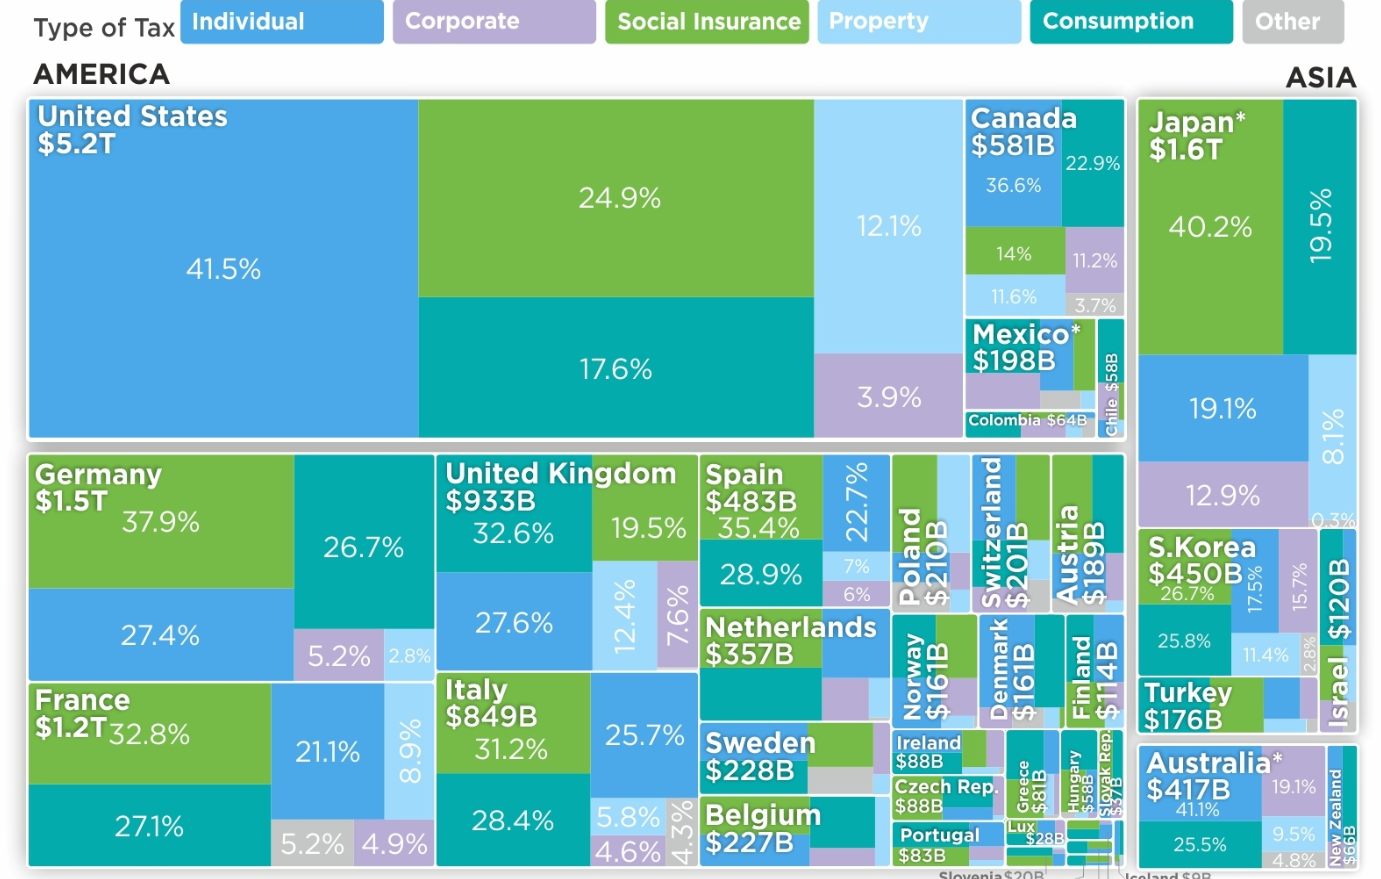 Type of Tax Individual Corporate Social Insurance Property Consumption Other
AMERICA
United States
$5.2T
41.5%
24.9%
17.6%
12.1%
3.9%
Canada
$581B
36.6%
22.9%
14%
11.2%
11.6%
3.7%
Mexico*
$198B
Chile $58B
Colombia $64B
ASIA
Japan*
$1.6T
40.2%
19.5%
19.1%
8.1%
12.9%
0.3%
S.Korea
$450B
26.7%
17.5%
15.7%
25.8%
11.4%
2.8%
Israel $120B
Turkey
$176B
Germany
$1.5T
37.9%
26.7%
27.4%
5.2%
2.8%
France
$1.2T
32.8%
21.1%
8.9%
27.1%
5.2%
4.9%
United Kingdom
$933B
32.6%
19.5%
27.6%
12.4%
7.6%
Italy
$849B
31.2%
25.7%
28.4%
5.8%
4.6%
4.3%
Spain
$483B
35.4%
22.7%
28.9%
7%
6%
Netherlands
$357B
Sweden
$228B
Belgium
$227B
Poland
$210B
Switzerland
$201B
Austria
$189B
Norway
$161B
Denmark
$161B
Finland
$114B
Ireland
$88B
Czech Rep.
$88B
Portugal
$83B
Greece
$81B
Hungary
$58B
Slovak Rep.
$37B
Lux
$28B
Slovenia $20B
Iceland $9B
Australia*
$417B
41.1%
19.1%
25.5%
9.5%
4.8%
New Zealand
$66B